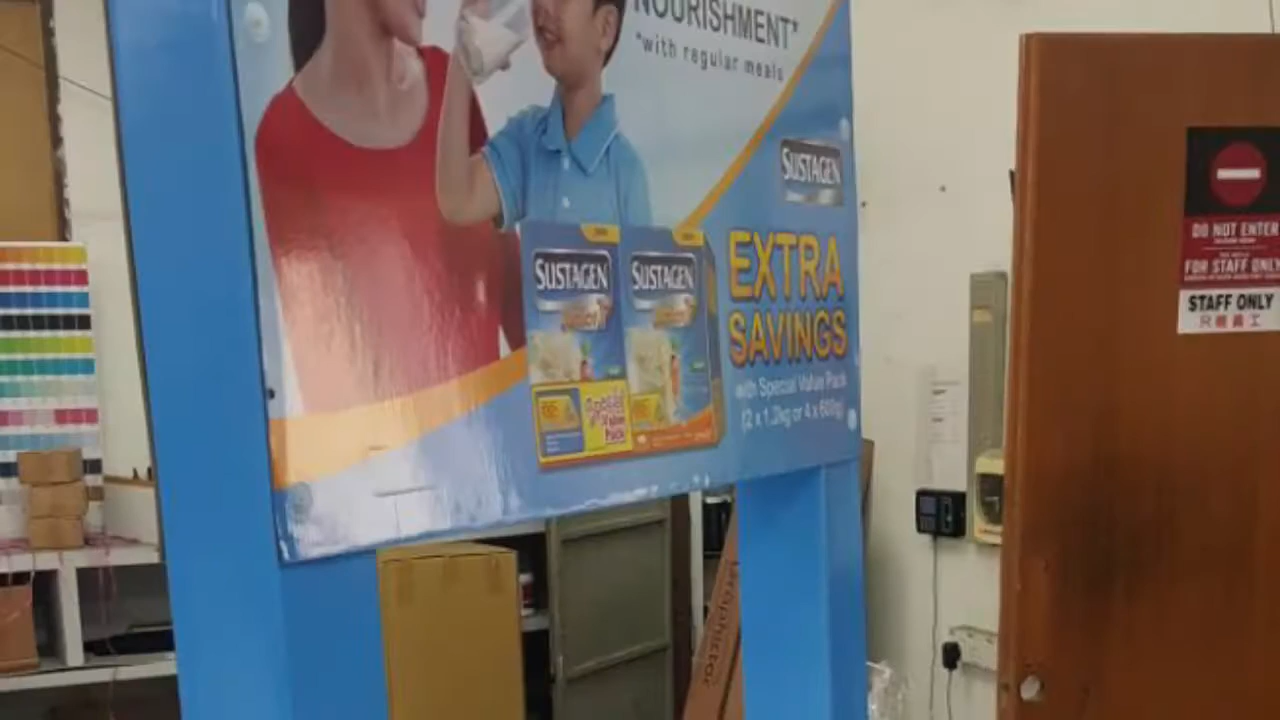 NOURISHMENT*
*with regular meals
SUSTAGEN
EXTRA
SAVINGS
with Special Value Pack
(2 x 1.2kg or 4 x 600g)
SUSTAGEN
SUSTAGEN
Special
Value
Pack
DO NOT ENTER
FOR STAFF ONLY
STAFF ONLY
只限員工
Graphistar